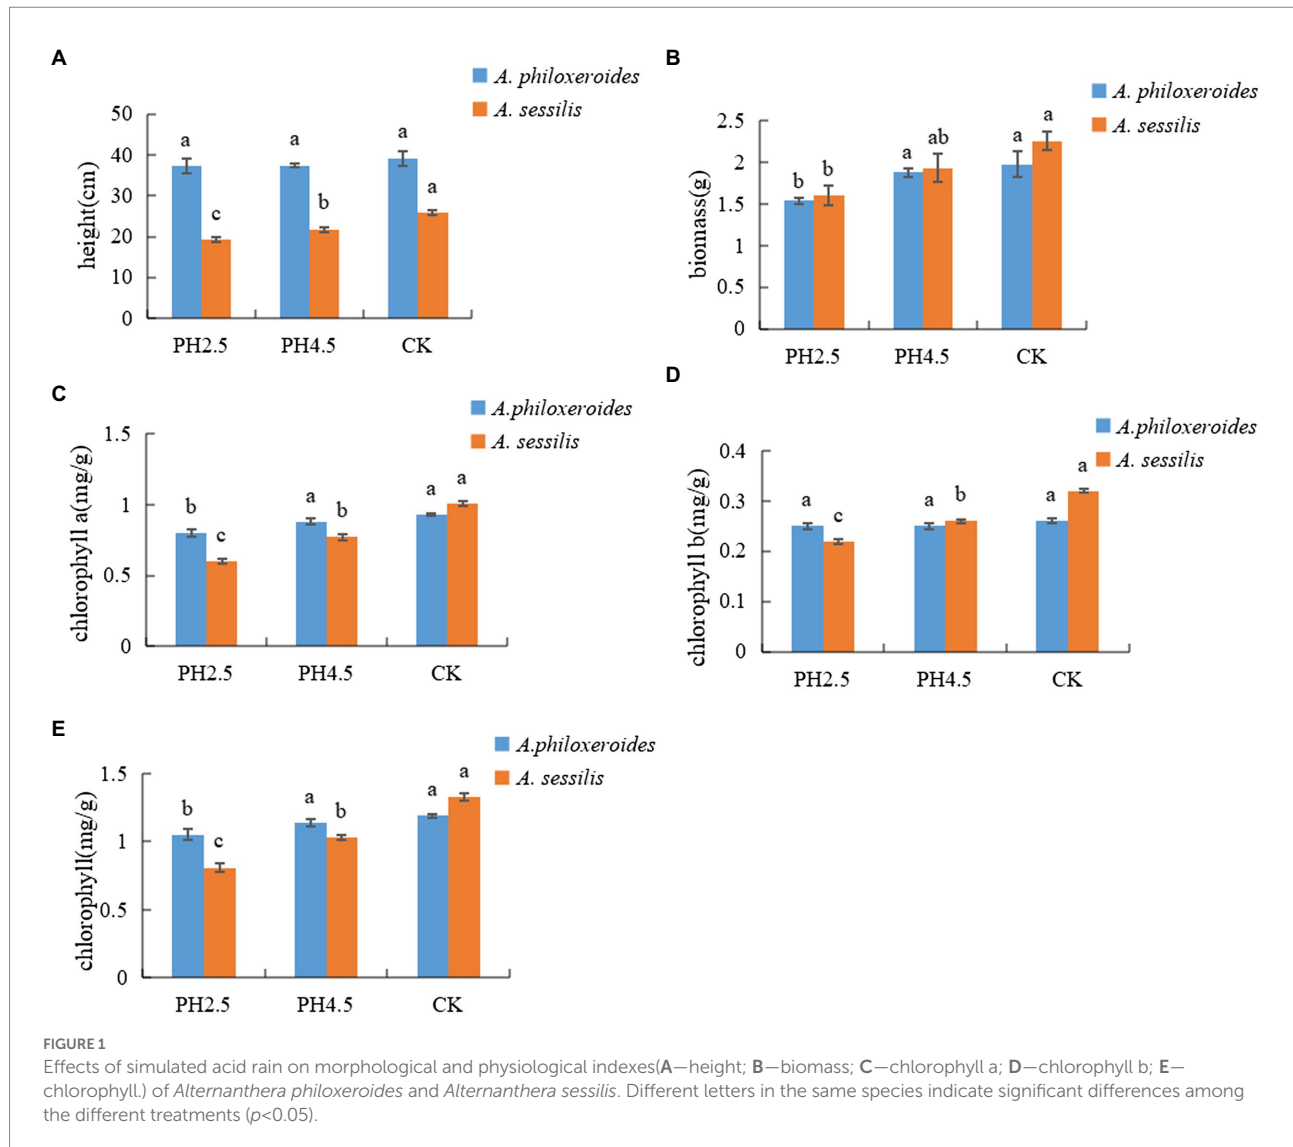 A
A. philoxeroides
A. sessilis
height(cm)
50
40
30
20
10
0
a
c
a
b
a
a
PH2.5
PH4.5
CK
B
A. philoxeroides
A. sessilis
biomass(g)
2.5
2
1.5
1
0.5
0
b
b
a
ab
a
a
PH2.5
PH4.5
CK
C
A.philoxeroides
A. sessilis
chlorophyll a(mg/g)
1.5
1
0.5
0
b
c
a
b
a
a
PH2.5
PH4.5
CK
D
A.philoxeroides
A. sessilis
chlorophyll b(mg/g)
0.4
0.3
0.2
0.1
0
a
c
a
b
a
a
PH2.5
PH4.5
CK
E
A.philoxeroides
A. sessilis
chlorophyll(mg/g)
1.5
1
0.5
0
b
c
a
b
a
a
PH2.5
PH4.5
CK
FIGURE 1
Effects of simulated acid rain on morphological and physiological indexes(A—height; B—biomass; C—chlorophyll a; D—chlorophyll b; E—
chlorophyll.) of Alternanthera philoxeroides and Alternanthera sessilis. Different letters in the same species indicate significant differences among
the different treatments (p<0.05).